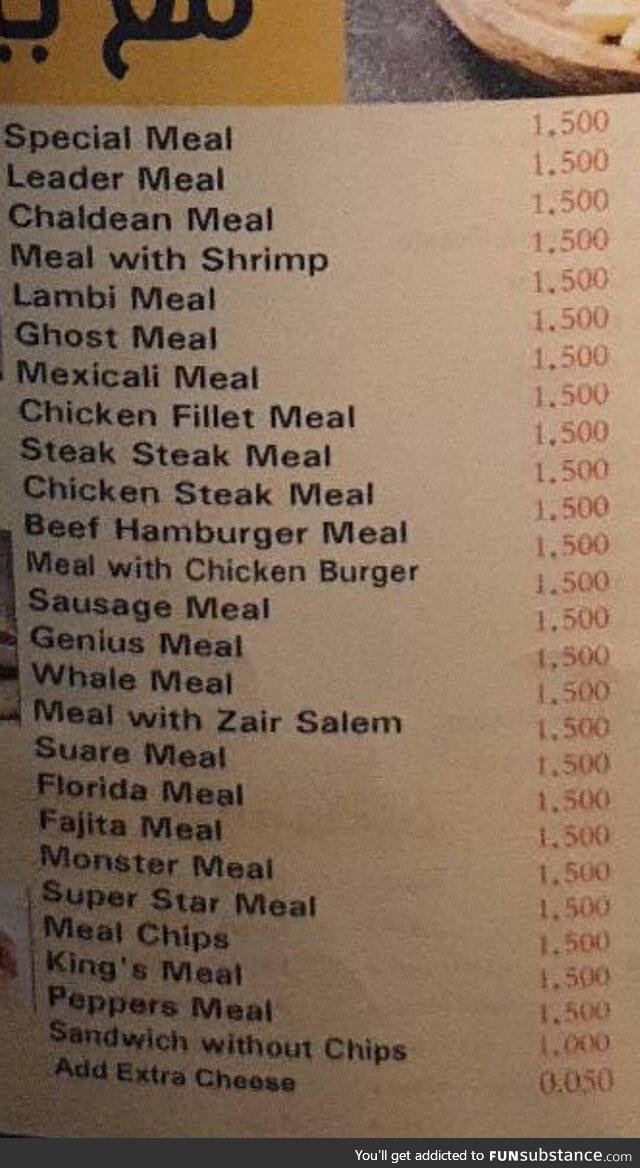 مع
1.500
Special Meal 1.500
Leader Meal 1.500
Chaldean Meal 1.500
Meal with Shrimp 1.500
Lambi Meal 1.500
Ghost Meal 1.500
Mexicali Meal 1.500
Chicken Fillet Meal 1.500
Steak Steak Meal 1.500
Chicken Steak Meal 1.500
Beef Hamburger Meal 1.500
Meal with Chicken Burger 1.500
Sausage Meal 1.500
Genius Meal 1.500
Whale Meal 1.500
Meal with Zair Salem 1.500
Suare Meal 1.500
Florida Meal 1.500
Fajita Meal 1.500
Monster Meal 1.500
Super Star Meal 1.500
Meal Chips 1.500
King's Meal 1.500
Peppers Meal 1.500
Sandwich without Chips 1.000
Add Extra Cheese 0.050
You'll get addicted to FUNsubstance.com